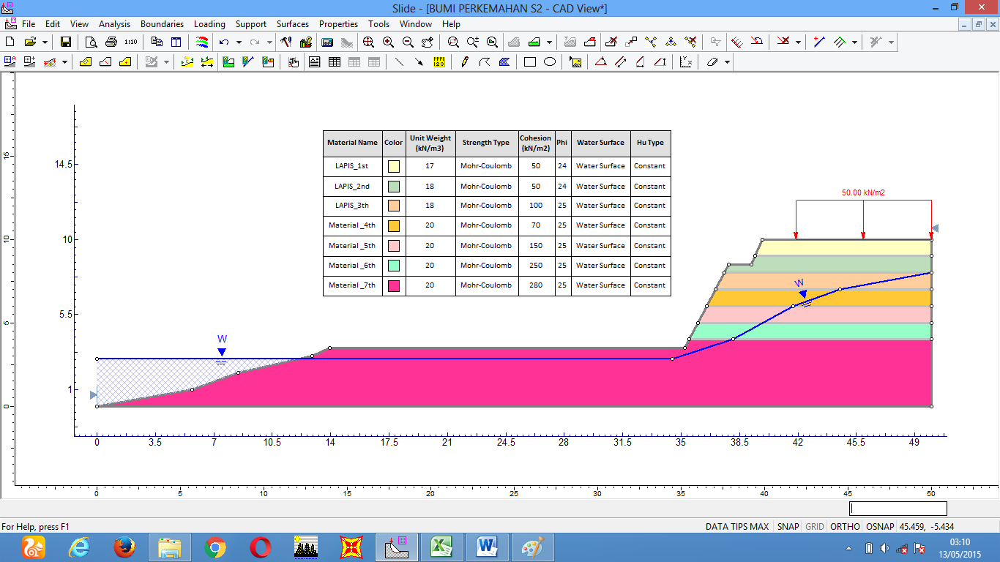 Slide - [BUMI PERKEMAHAN S2 - CAD View*]
File Edit View Analysis Boundaries Loading Support Surfaces Properties Tools Window Help
1:10
123
Material Name Color Unit Weight (kN/m3) Strength Type Cohesion (kN/m2) Phi Water Surface Hu Type
LAPIS_1st 17 Mohr-Coulomb 50 24 Water Surface Constant
LAPIS_2nd 18 Mohr-Coulomb 50 24 Water Surface Constant
LAPIS_3th 18 Mohr-Coulomb 100 25 Water Surface Constant
Material _4th 20 Mohr-Coulomb 70 25 Water Surface Constant
Material _5th 20 Mohr-Coulomb 150 25 Water Surface Constant
Material _6th 20 Mohr-Coulomb 250 25 Water Surface Constant
Material _7th 20 Mohr-Coulomb 280 25 Water Surface Constant
50.00 kN/m2
W
W
15
10
5
0
14.5
10
5.5
1
0 3.5 7 10.5 14 17.5 21 24.5 28 31.5 35 38.5 42 45.5 49
0 5 10 15 20 25 30 35 40 45 50
For Help, press F1
DATA TIPS MAX SNAP GRID ORTHO OSNAP 45.459, -5.434
03:10
13/05/2015